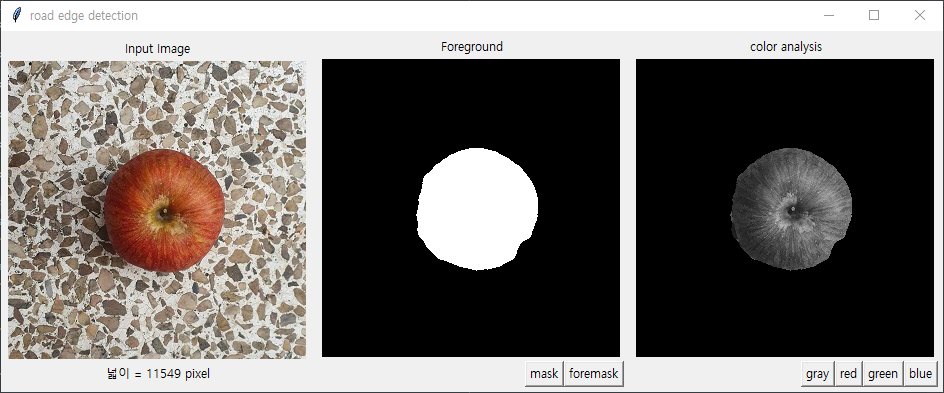 road edge detection
Input Image
Foreground
color analysis
넓이 = 11549 pixel
mask foremask
gray red green blue